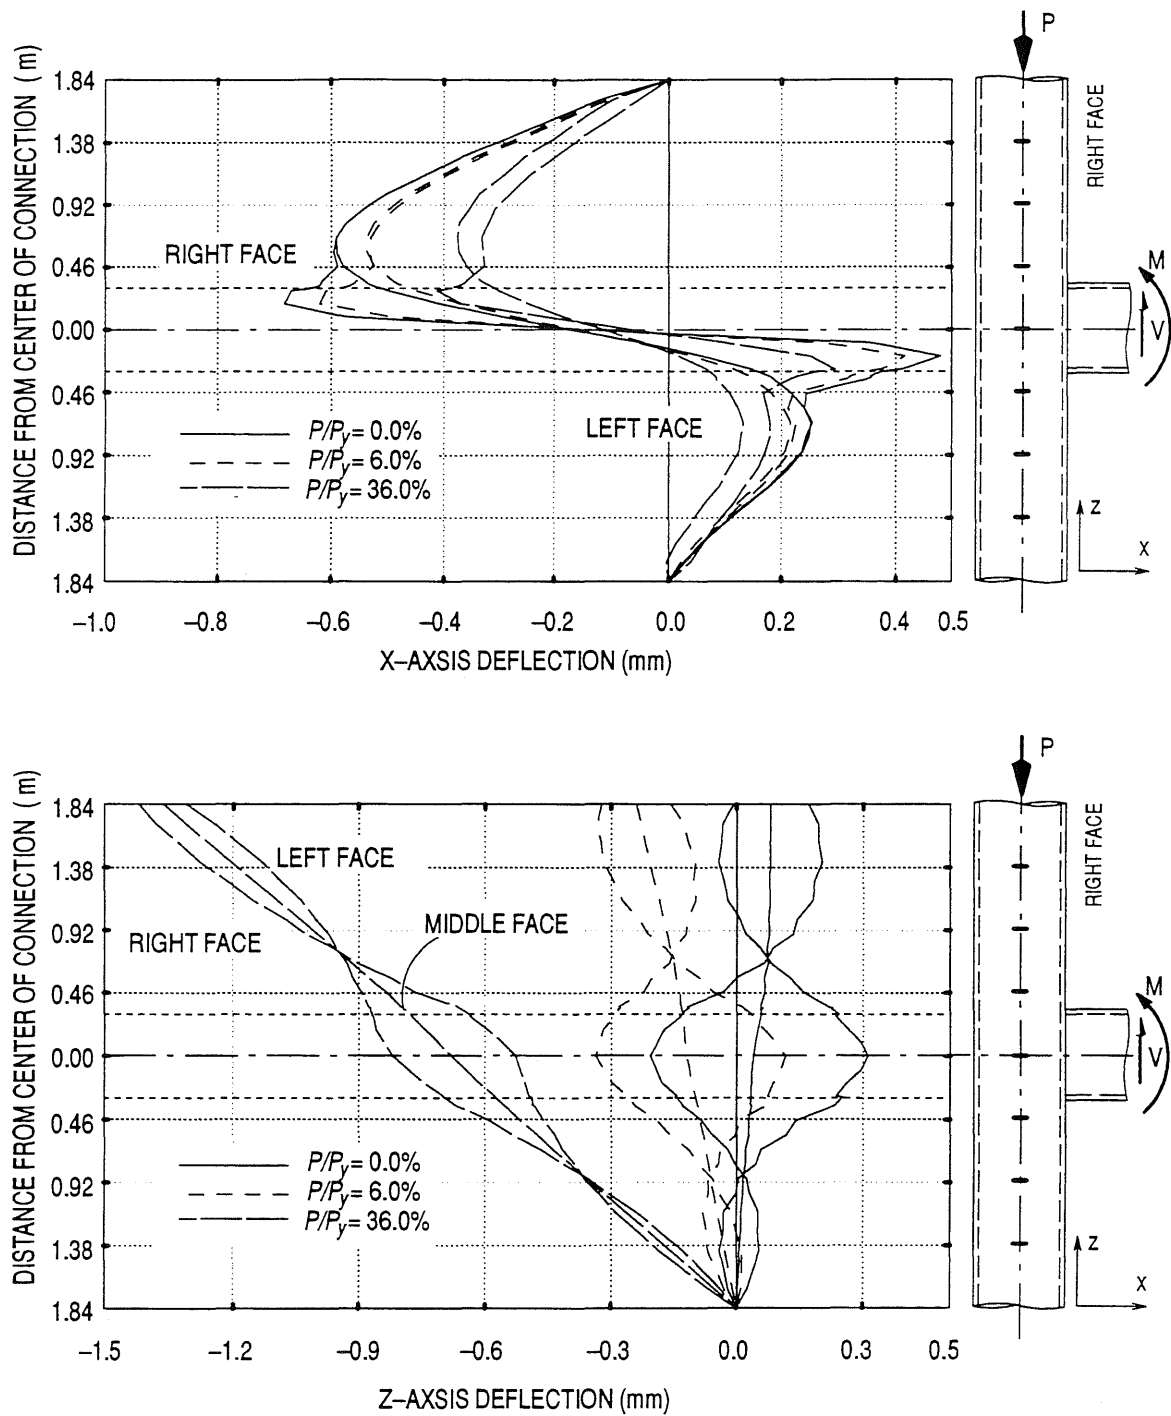 DISTANCE FROM CENTER OF CONNECTION (m)
1.84
1.38
0.92
0.46
0.00
0.46
0.92
1.38
1.84
RIGHT FACE
LEFT FACE
P/Py = 0.0%
P/Py = 6.0%
P/Py = 36.0%
–1.0 –0.8 –0.6 –0.4 –0.2 0.0 0.2 0.4 0.5
X–AXSIS DEFLECTION (mm)
P
RIGHT FACE
M
V
Z
X
DISTANCE FROM CENTER OF CONNECTION (m)
1.84
1.38
0.92
0.46
0.00
0.46
0.92
1.38
1.84
LEFT FACE
MIDDLE FACE
RIGHT FACE
P/Py = 0.0%
P/Py = 6.0%
P/Py = 36.0%
–1.5 –1.2 –0.9 –0.6 –0.3 0.0 0.3 0.5
Z–AXSIS DEFLECTION (mm)
P
RIGHT FACE
M
V
Z
X